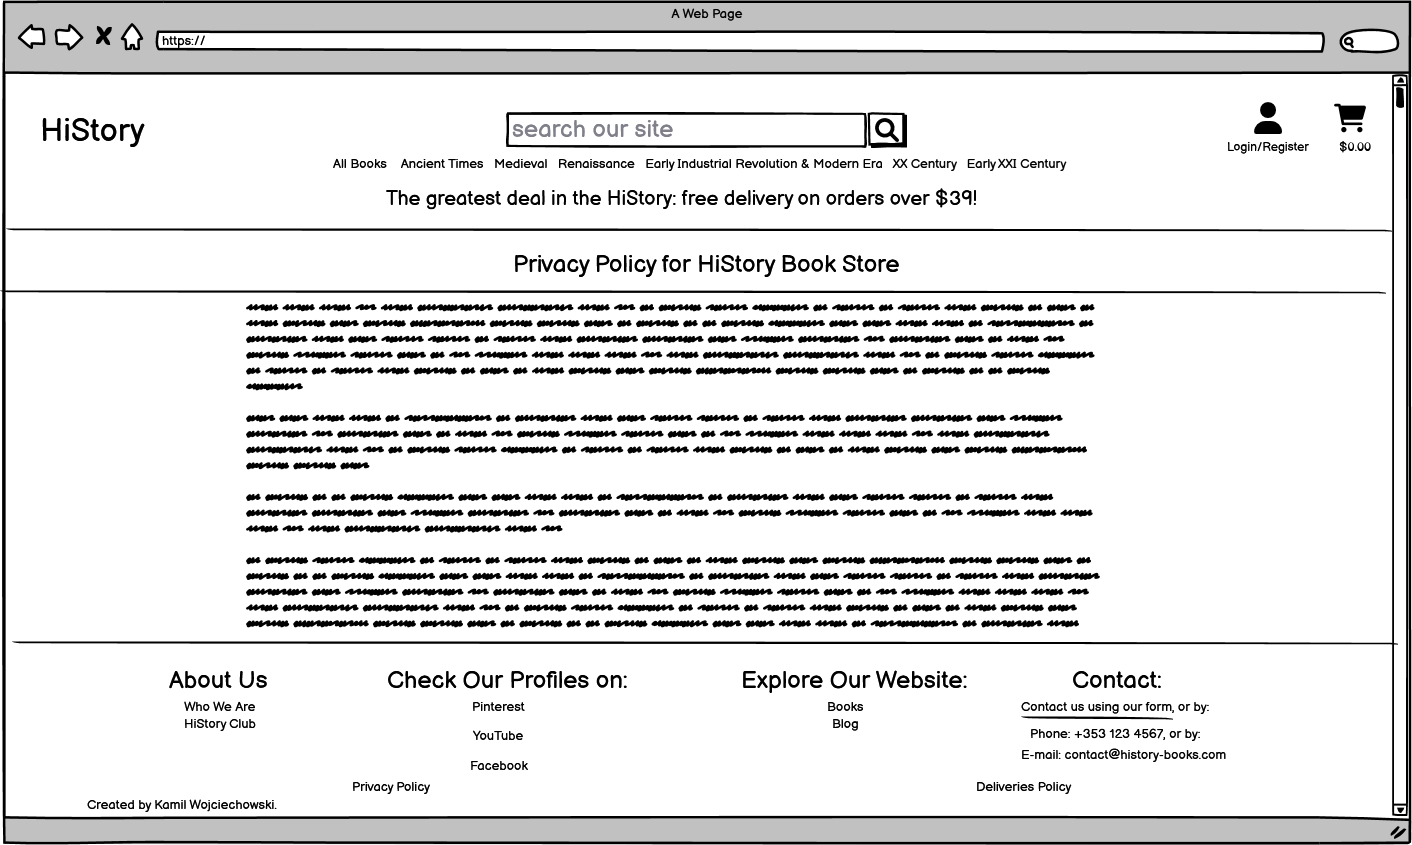 A Web Page
https://
HiStory
search our site
Login/Register
$0.00
All Books Ancient Times Medieval Renaissance Early Industrial Revolution & Modern Era XX Century Early XXI Century
The greatest deal in the HiStory: free delivery on orders over $39!
Privacy Policy for HiStory Book Store
About Us
Who We Are
HiStory Club
Check Our Profiles on:
Pinterest
YouTube
Facebook
Explore Our Website:
Books
Blog
Contact:
Contact us using our form, or by:
Phone: +353 123 4567, or by:
E-mail: contact@history-books.com
Privacy Policy
Deliveries Policy
Created by Kamil Wojciechowski.